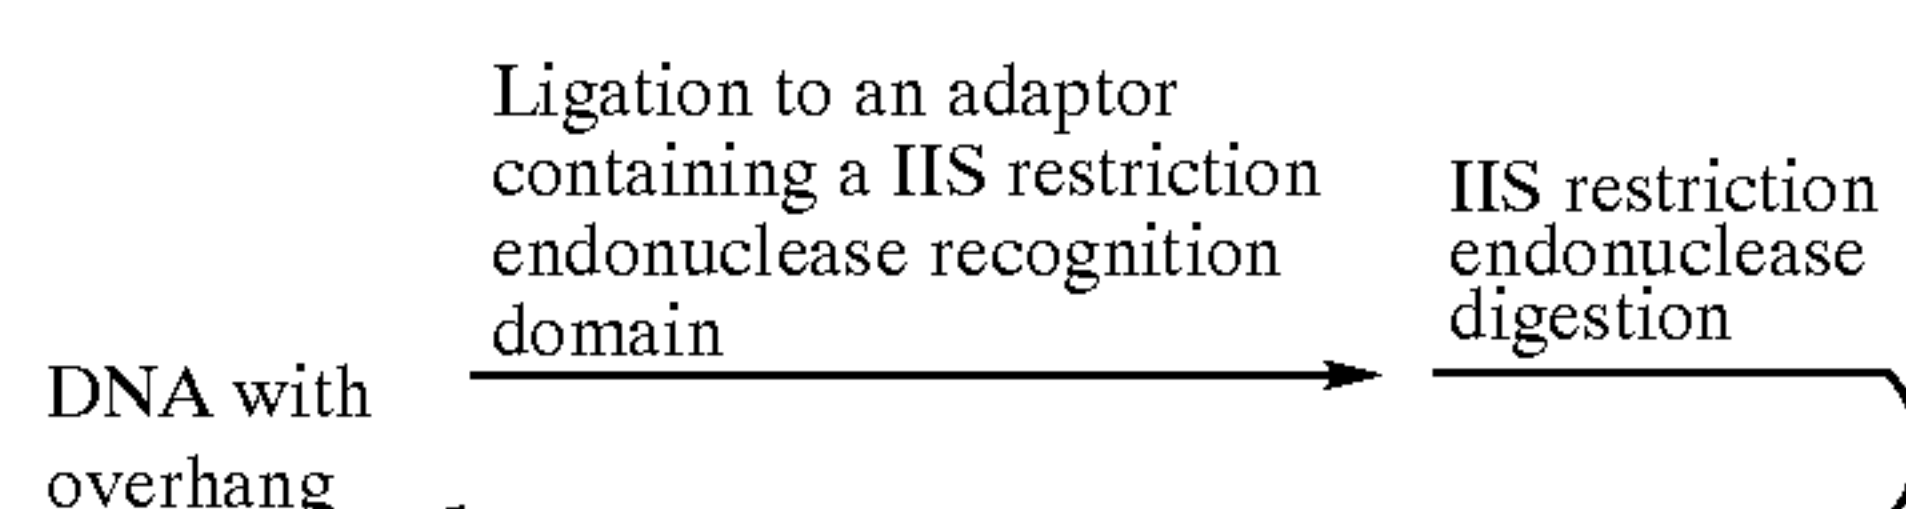 Ligation to an adaptor
containing a IIS restriction
endonuclease recognition
domain
IIS restriction
endonuclease
digestion
DNA with
overhang